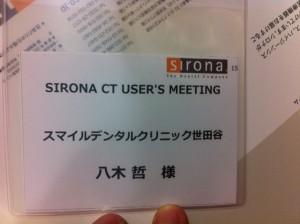 sirona
The Dental Company
15
SIRONA CT USER'S MEETING
スマイルデンタルクリニック世田谷
八木 哲 様